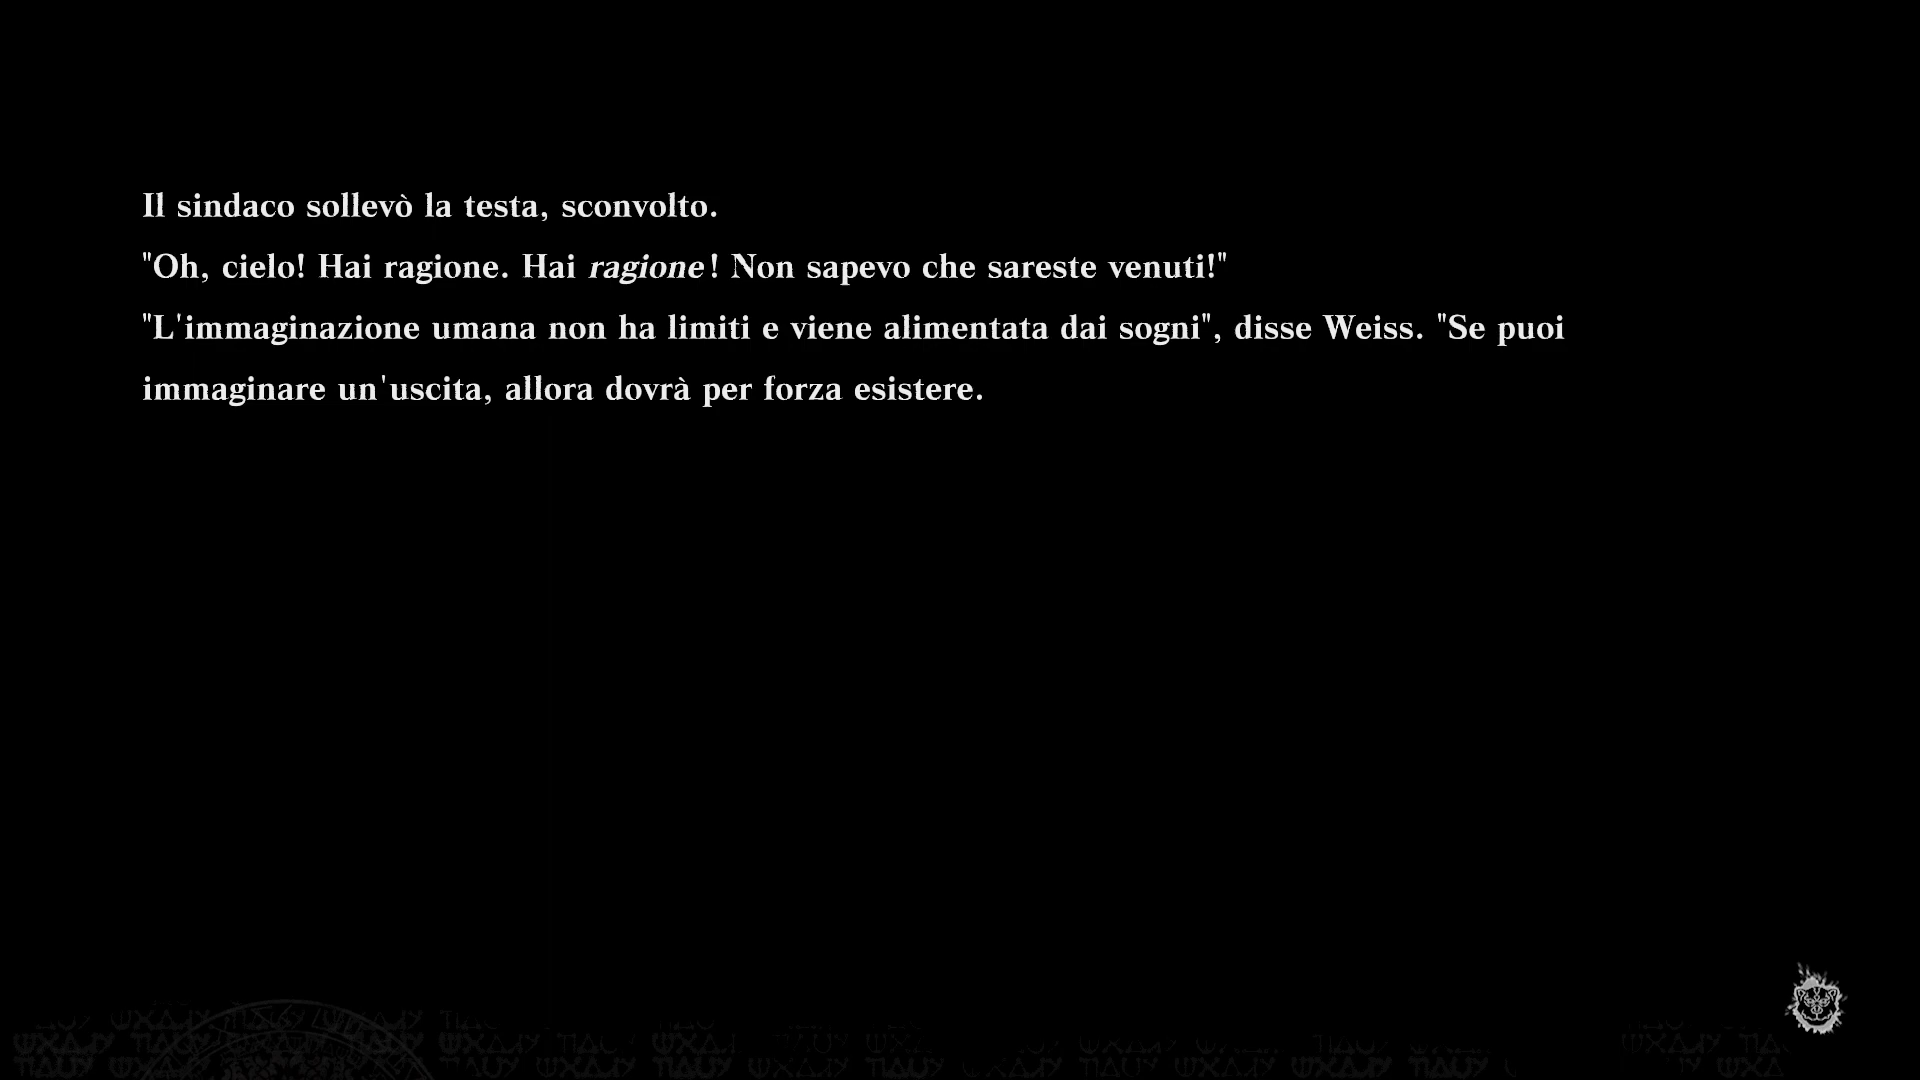 Il sindaco sollevò la testa, sconvolto.
"Oh, cielo! Hai ragione. Hai ragione! Non sapevo che sareste venuti!"
"L'immaginazione umana non ha limiti e viene alimentata dai sogni", disse Weiss. "Se puoi
immaginare un'uscita, allora dovrà per forza esistere.